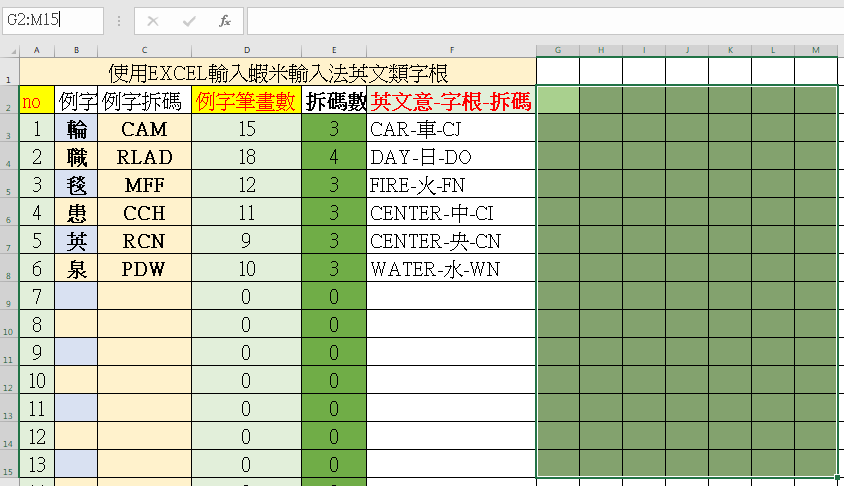 G2:M15
fx
A B C D E F G H I J K L M
1 使用EXCEL輸入蝦米輸入法英文類字根
2 no 例字 例字拆碼 例字筆畫數 拆碼數 英文意-字根-拆碼
3 1 輪 CAM 15 3 CAR-車-CJ
4 2 職 RLAD 18 4 DAY-日-DO
5 3 毯 MFF 12 3 FIRE-火-FN
6 4 患 CCH 11 3 CENTER-中-CI
7 5 英 RCN 9 3 CENTER-央-CN
8 6 泉 PDW 10 3 WATER-水-WN
9 7 0 0
10 8 0 0
11 9 0 0
12 10 0 0
13 11 0 0
14 12 0 0
15 13 0 0